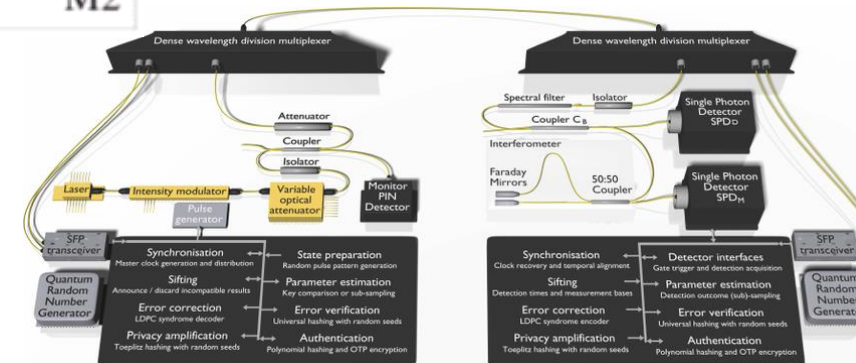 M2
Dense wavelength division multiplexer
Attenuator
Coupler
Isolator
Laser
Intensity modulator
Variable
optical
attenuator
Monitor
PIN
Detector
Pulse
generator
SFP
transceiver
Quantum
Random
Number
Generator
Synchronisation
Master clock generation and distribution
Sifting
Announce / discard incompatible results
Error correction
LDPC syndrome decoder
Privacy amplification
Toeplitz hashing with random seeds
State preparation
Random pulse pattern generation
Parameter estimation
Key comparison or sub-sampling
Error verification
Universal hashing with random seeds
Authentication
Polynomial hashing and OTP encryption
Dense wavelength division multiplexer
Spectral filter
Isolator
Coupler CB
Single Photon
Detector
SPDD
Interferometer
Faraday
Mirrors
50:50
Coupler
Single Photon
Detector
SPDM
Synchronisation
Clock recovery and temporal alignment
Sifting
Detection times and measurement bases
Error correction
LDPC syndrome encoder
Privacy amplification
Toeplitz hashing with random seeds
Detector interfaces
Gate trigger and detection acquisition
Parameter estimation
Detection outcome (sub)-sampling
Error verification
Universal hashing with random seeds
Authentication
Polynomial hashing and OTP encryption
SFP
transceiver
Quantum
Random
Number
Generat